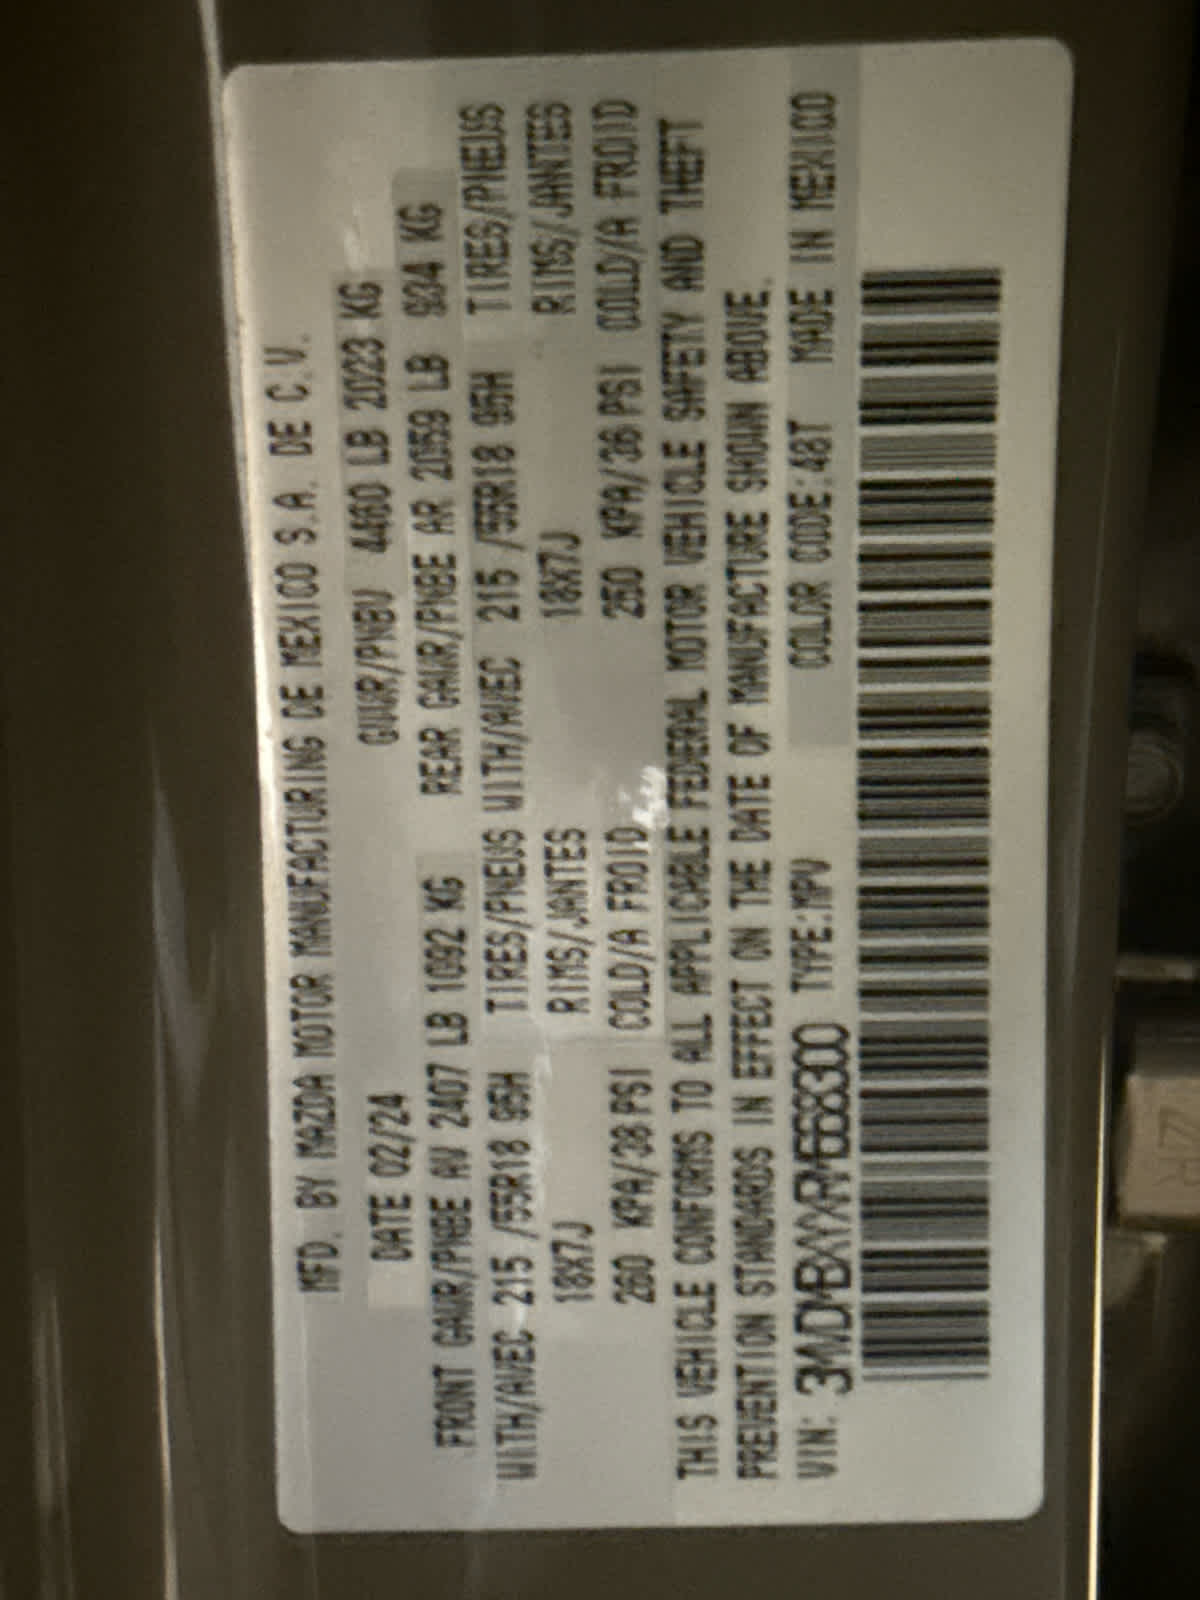 MFD. BY MAZDA MOTOR MANUFACTURING DE MEXICO S.A. DE C.V.
DATE 02/24 GVWR/PNBV 4460 LB 2023 KG
FRONT GAWR/PNBE AV 2407 LB 1092 KG REAR GAWR/PNBE AR 2059 LB 934 KG
WITH/AVEC 215 /55R18 95H TIRES/PNEUS WITH/AVEC 215 /55R18 95H TIRES/PNEUS
18X7J RIMS/JANTES 18X7J RIMS/JANTES
260 KPA/38 PSI COLD/A FROID 250 KPA/36 PSI COLD/A FROID
THIS VEHICLE CONFORMS TO ALL APPLICABLE FEDERAL MOTOR VEHICLE SAFETY AND THEFT
PREVENTION STANDARDS IN EFFECT ON THE DATE OF MANUFACTURE SHOWN ABOVE.
VIN: TYPE:MPV COLOR CODE:48T MADE IN MEXICO